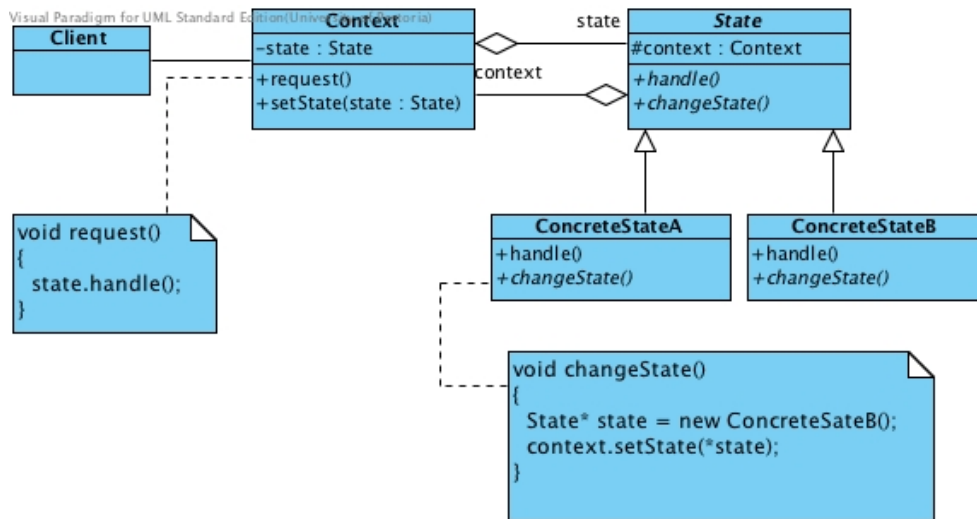 Visual Paradigm for UML Standard Edition(University of Pretoria)
Client
Context
-state : State
+request()
+setState(state : State)
state
context
State
#context : Context
+handle()
+changeState()
void request()
{
state.handle();
}
ConcreteStateA
+handle()
+changeState()
ConcreteStateB
+handle()
+changeState()
void changeState()
{
State* state = new ConcreteSateB();
context.setState(*state);
}